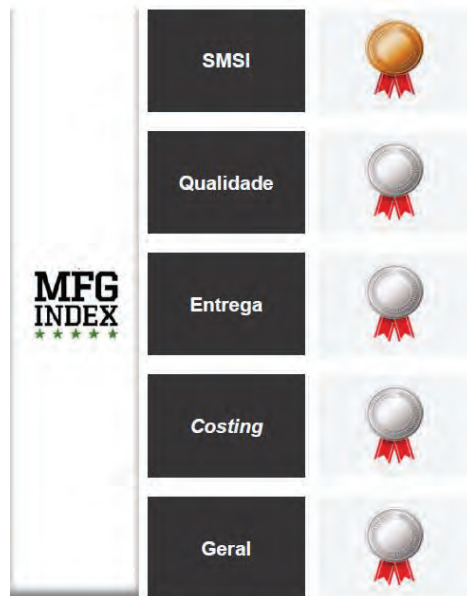 SMSI
Qualidade
MFG
INDEX
Entrega
Costing
Geral